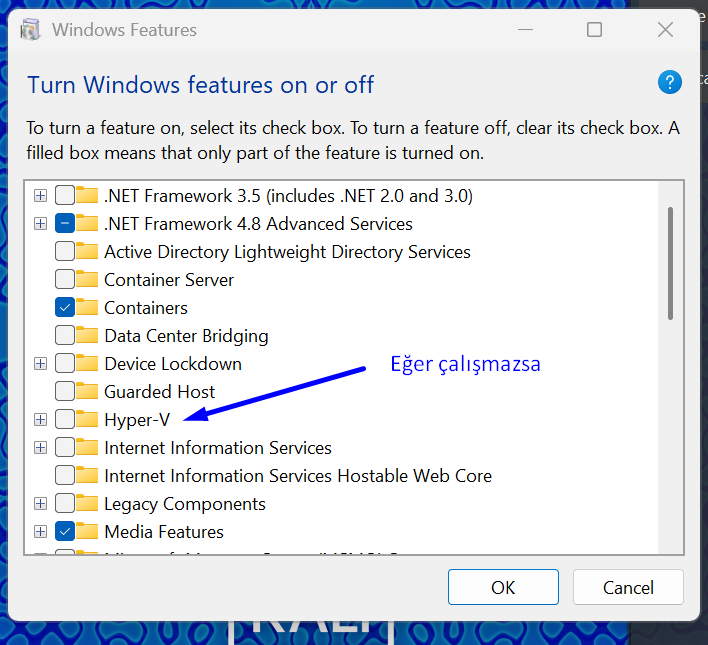 Windows Features
Turn Windows features on or off
To turn a feature on, select its check box. To turn a feature off, clear its check box. A
filled box means that only part of the feature is turned on.
.NET Framework 3.5 (includes .NET 2.0 and 3.0)
.NET Framework 4.8 Advanced Services
Active Directory Lightweight Directory Services
Container Server
Containers
Data Center Bridging
Device Lockdown
Eğer çalışmazsa
Guarded Host
Hyper-V
Internet Information Services
Internet Information Services Hostable Web Core
Legacy Components
Media Features
OK
Cancel